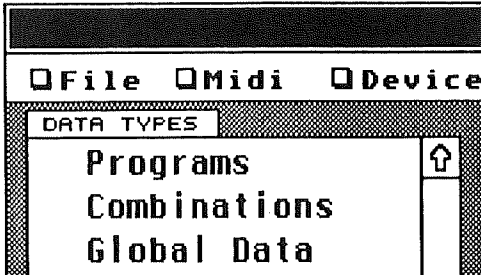 File Midi Device
DATA TYPES
Programs
Combinations
Global Data